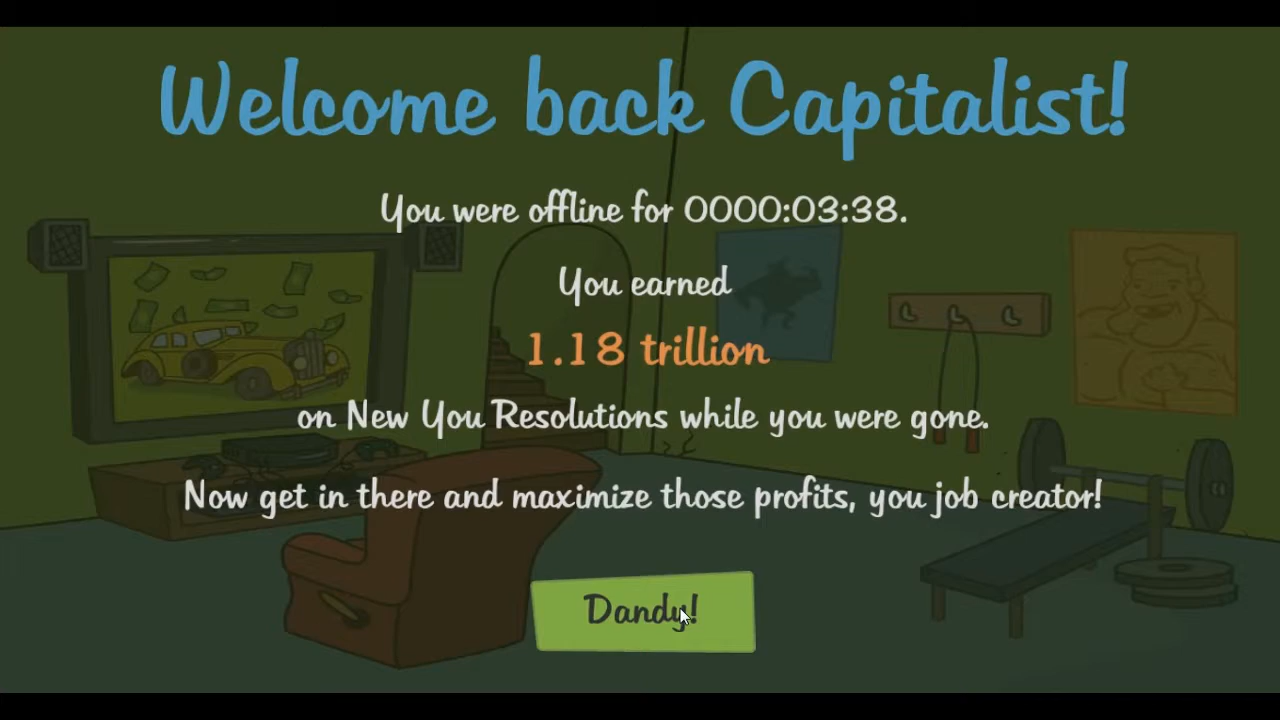 Welcome back Capitalist!
You were offline for 0000:03:38.
You earned
1.18 trillion
on New You Resolutions while you were gone.
Now get in there and maximize those profits, you job creator!
Dandy!